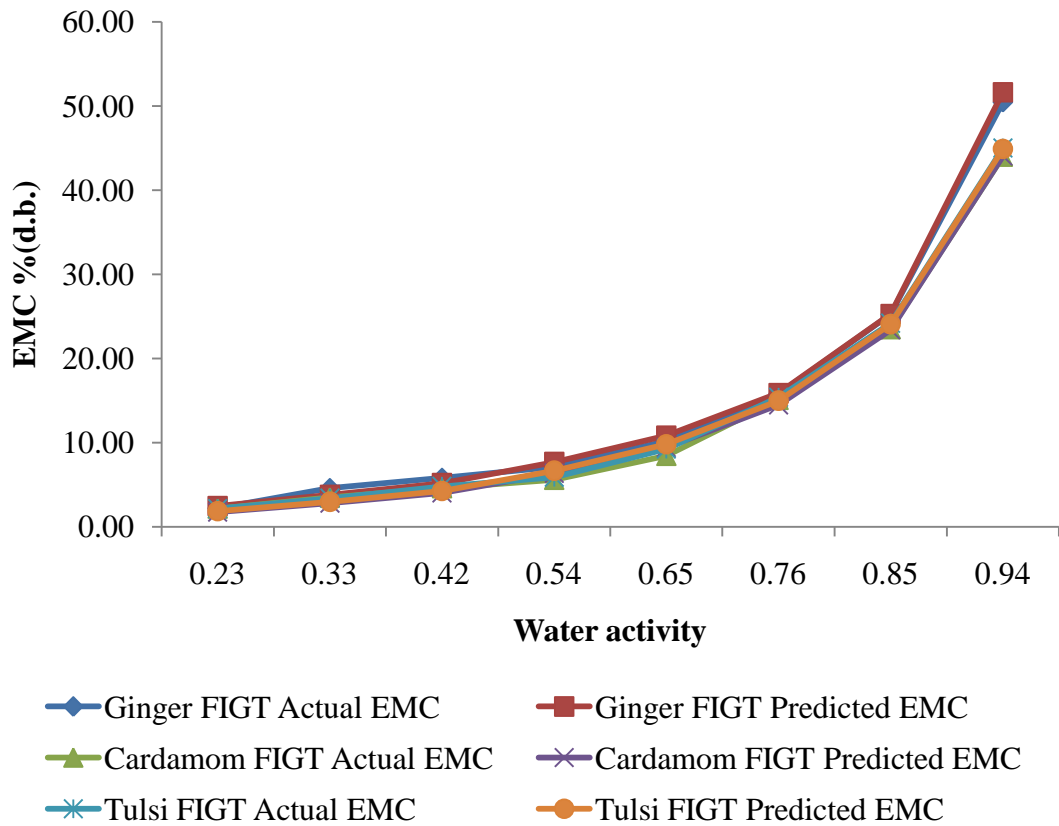 60.00
50.00
40.00
30.00
20.00
10.00
0.00
EMC %(d.b.)
0.23 0.33 0.42 0.54 0.65 0.76 0.85 0.94
Water activity
Ginger FIGT Actual EMC
Ginger FIGT Predicted EMC
Cardamom FIGT Actual EMC
Cardamom FIGT Predicted EMC
Tulsi FIGT Actual EMC
Tulsi FIGT Predicted EMC